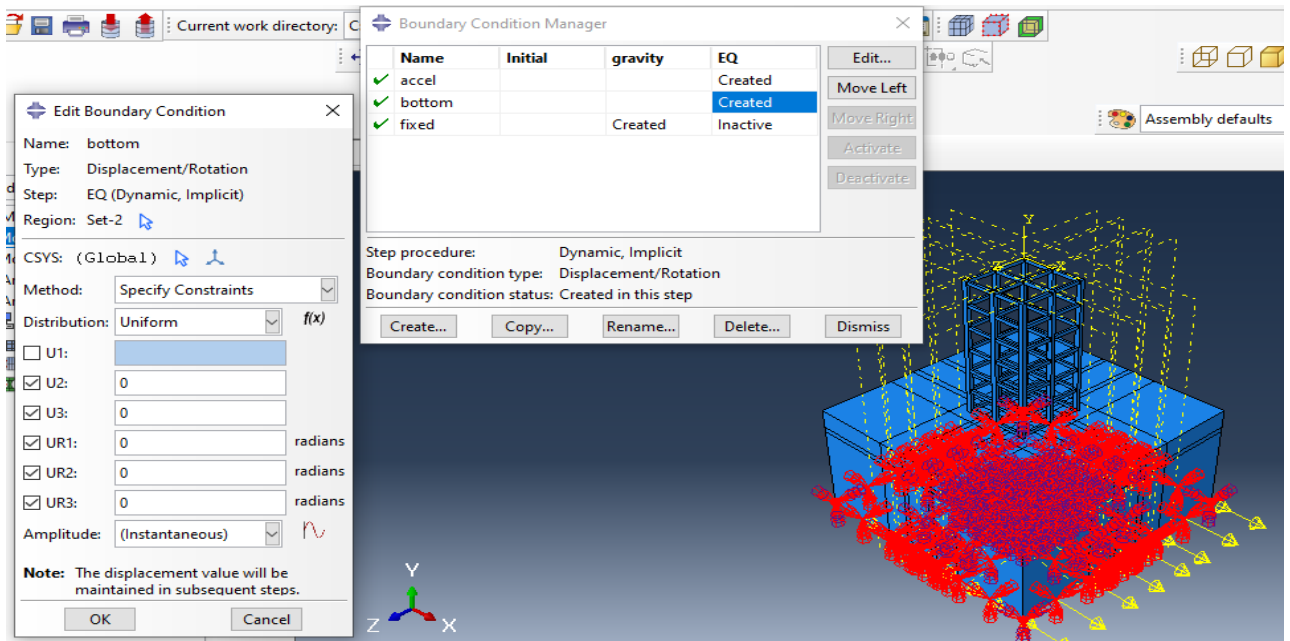 Current work directory: C
Boundary Condition Manager
Name Initial gravity EQ
accel Created
bottom Created
fixed Created Inactive
Edit...
Move Left
Move Right
Activate
Deactivate
Step procedure: Dynamic, Implicit
Boundary condition type: Displacement/Rotation
Boundary condition status: Created in this step
Create... Copy... Rename... Delete... Dismiss
Assembly defaults
Edit Boundary Condition
Name: bottom
Type: Displacement/Rotation
Step: EQ (Dynamic, Implicit)
Region: Set-2
CSYS: (Global)
Method: Specify Constraints
Distribution: Uniform f(x)
U1:
U2: 0
U3: 0
UR1: 0 radians
UR2: 0 radians
UR3: 0 radians
Amplitude: (Instantaneous)
Note: The displacement value will be
maintained in subsequent steps.
OK Cancel
Y
Y
Z X